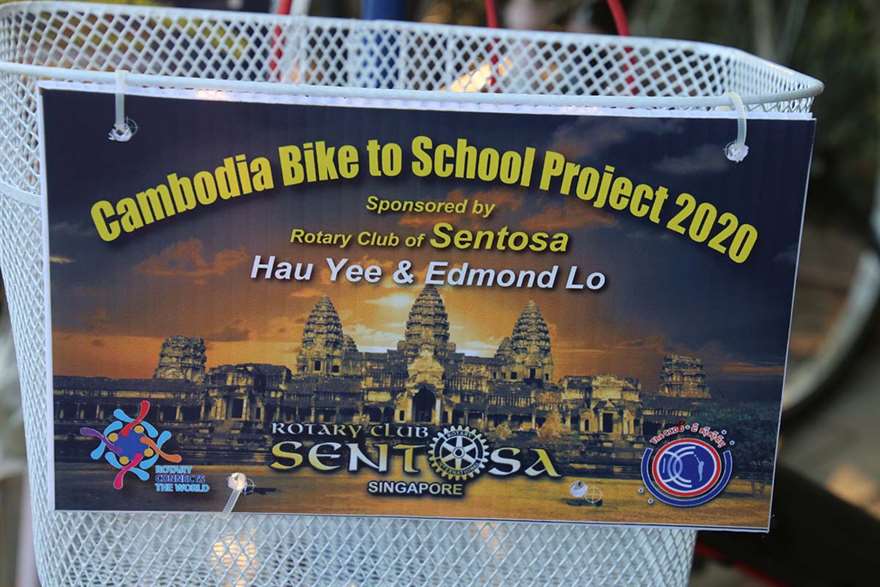 Cambodia Bike to School Project 2020
Sponsored by
Rotary Club of Sentosa
Hau Yee & Edmond Lo
ROTARY CLUB
SENTOSA
SINGAPORE
ROTARY
CONNECTS
THE WORLD